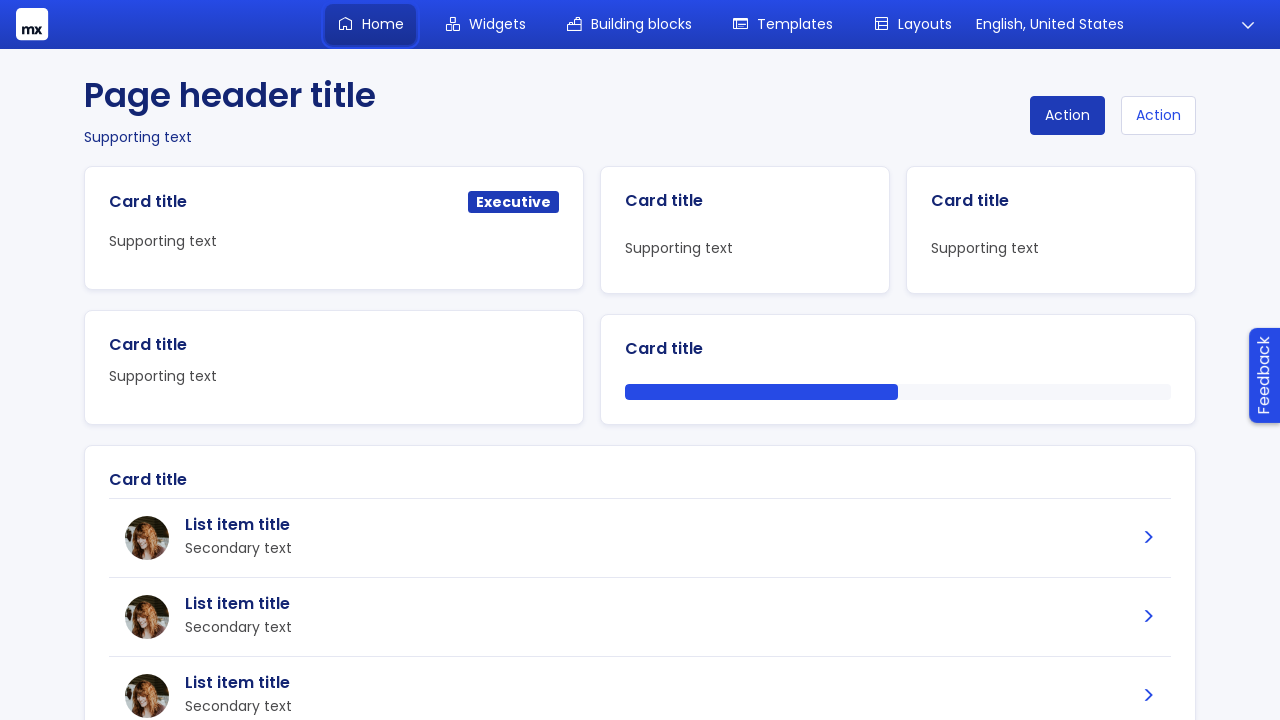 mx
Home
Widgets
Building blocks
Templates
Layouts
English, United States
Page header title
Supporting text
Action
Action
Card title
Executive
Supporting text
Card title
Supporting text
Card title
Supporting text
Card title
Supporting text
Card title
Feedback
Card title
List item title
Secondary text
List item title
Secondary text
List item title
Secondary text